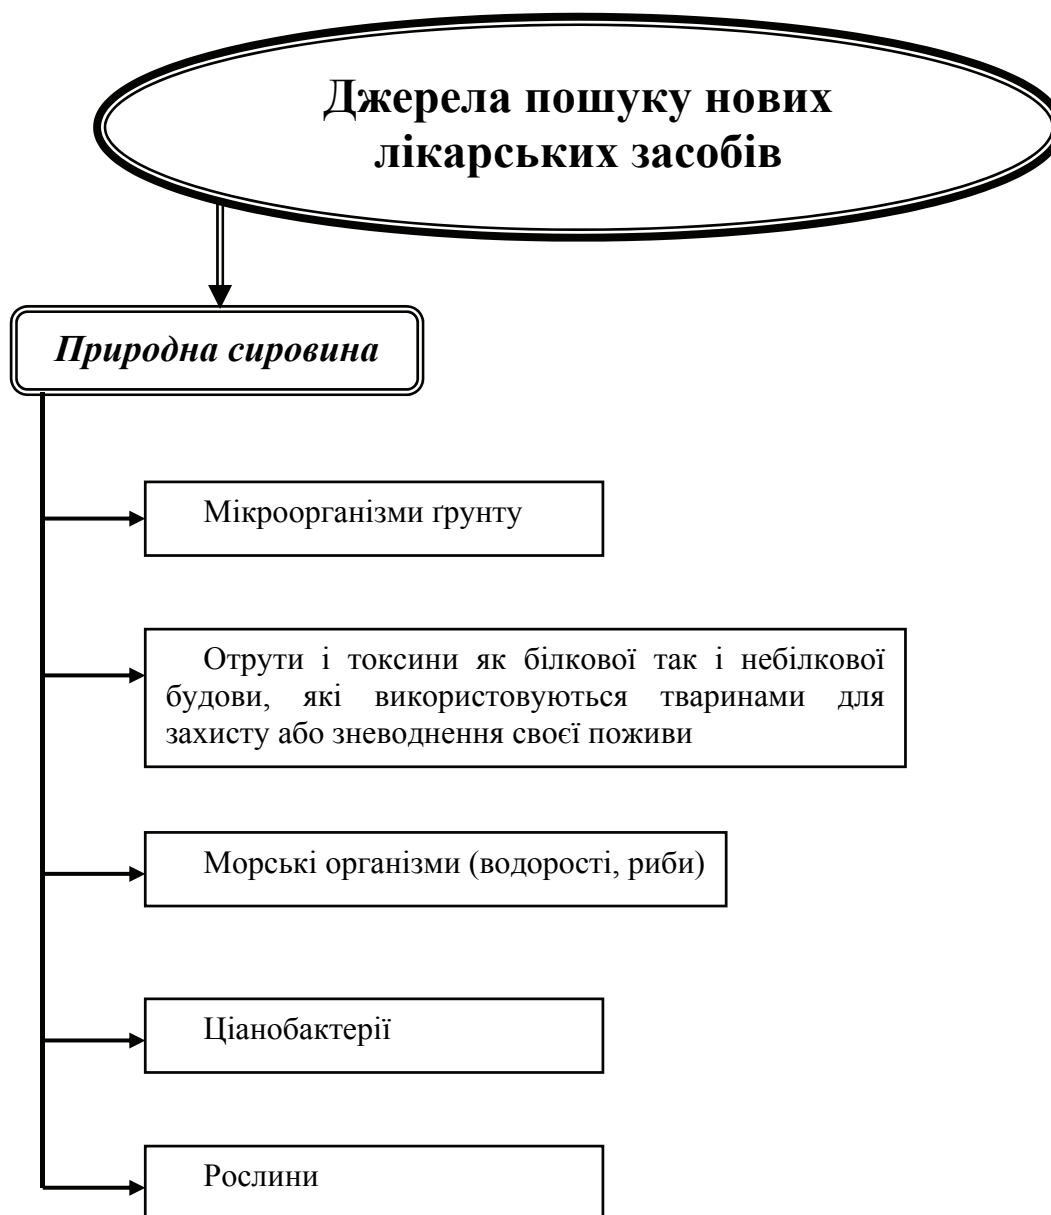 Джерела пошуку нових
лікарських засобів
Природна сировина
Мікроорганізми ґрунту
Отрути і токсини як білкової так і небілкової
будови, які використовуються тваринами для
захисту або зневоднення своєї поживи
Морські організми (водорості, риби)
Ціанобактерії
Рослини